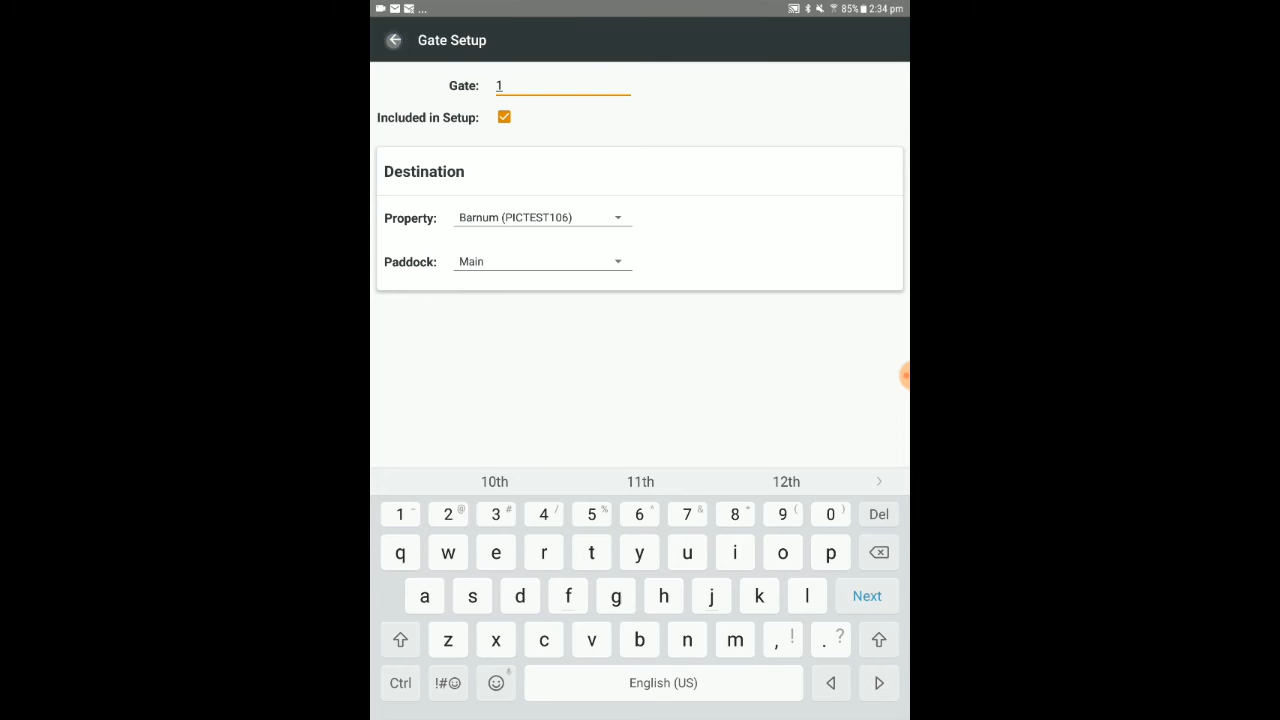 ... 85% 2:34 pm
Gate Setup
Gate: 1
Included in Setup:
Destination
Property: Barnum (PICTEST106)
Paddock: Main
10th 11th 12th
1 - 2 @ 3 # 4 / 5 % 6 ^ 7 & 8 * 9 ( 0 ) Del
q w e r t y u i o p
a s d f g h j k l Next
z x c v b n m , ! . ?
Ctrl !#☺ English (US)